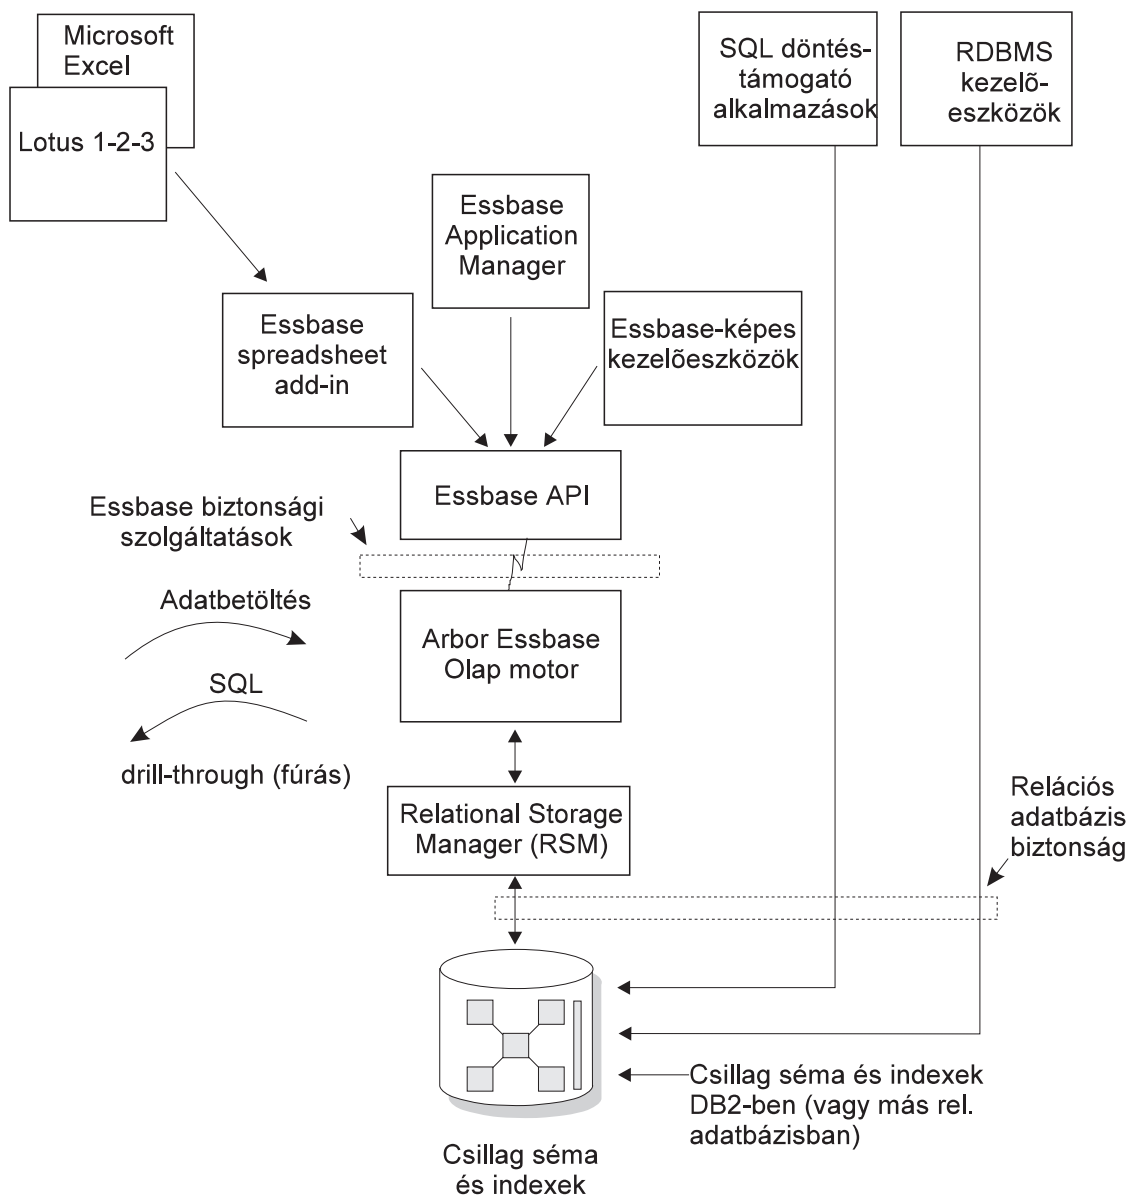 Microsoft
Excel
Lotus 1-2-3
SQL döntés-
támogató
alkalmazások
RDBMS
kezelõ-
eszközök
Essbase
Application
Manager
Essbase
spreadsheet
add-in
Essbase-képes
kezelõeszközök
Essbase API
Essbase biztonsági
szolgáltatások
Adatbetöltés
SQL
drill-through (fúrás)
Arbor Essbase
Olap motor
Relational Storage
Manager (RSM)
Relációs
adatbázis
biztonság
Csillag séma és indexek
DB2-ben (vagy más rel.
adatbázisban)
Csillag séma
és indexek